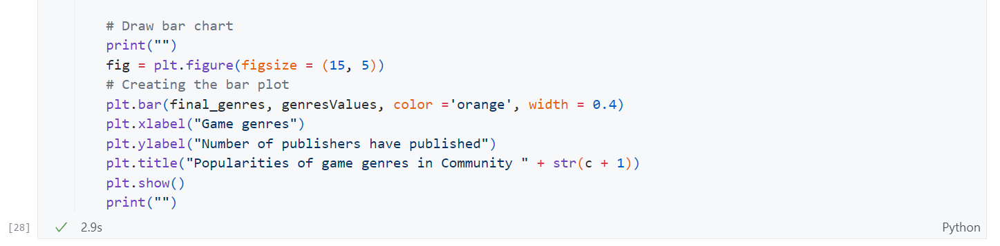 # Draw bar chart
print("")
fig = plt.figure(figsize = (15, 5))
# Creating the bar plot
plt.bar(final_genres, genresValues, color ='orange', width = 0.4)
plt.xlabel("Game genres")
plt.ylabel("Number of publishers have published")
plt.title("Popularities of game genres in Community " + str(c + 1))
plt.show()
print("")
[28] ✓ 2.9s Python